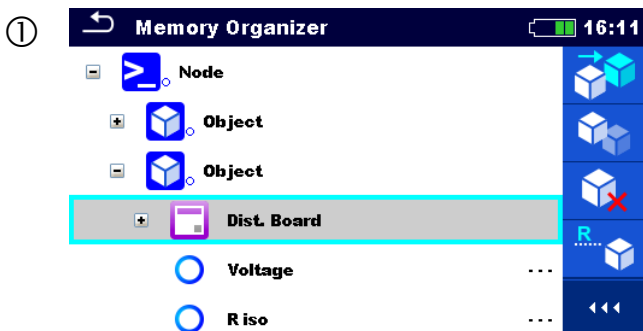 ①
Memory Organizer 16:11
Node
Object
Object
Dist. Board
Voltage ---
R iso ---
R